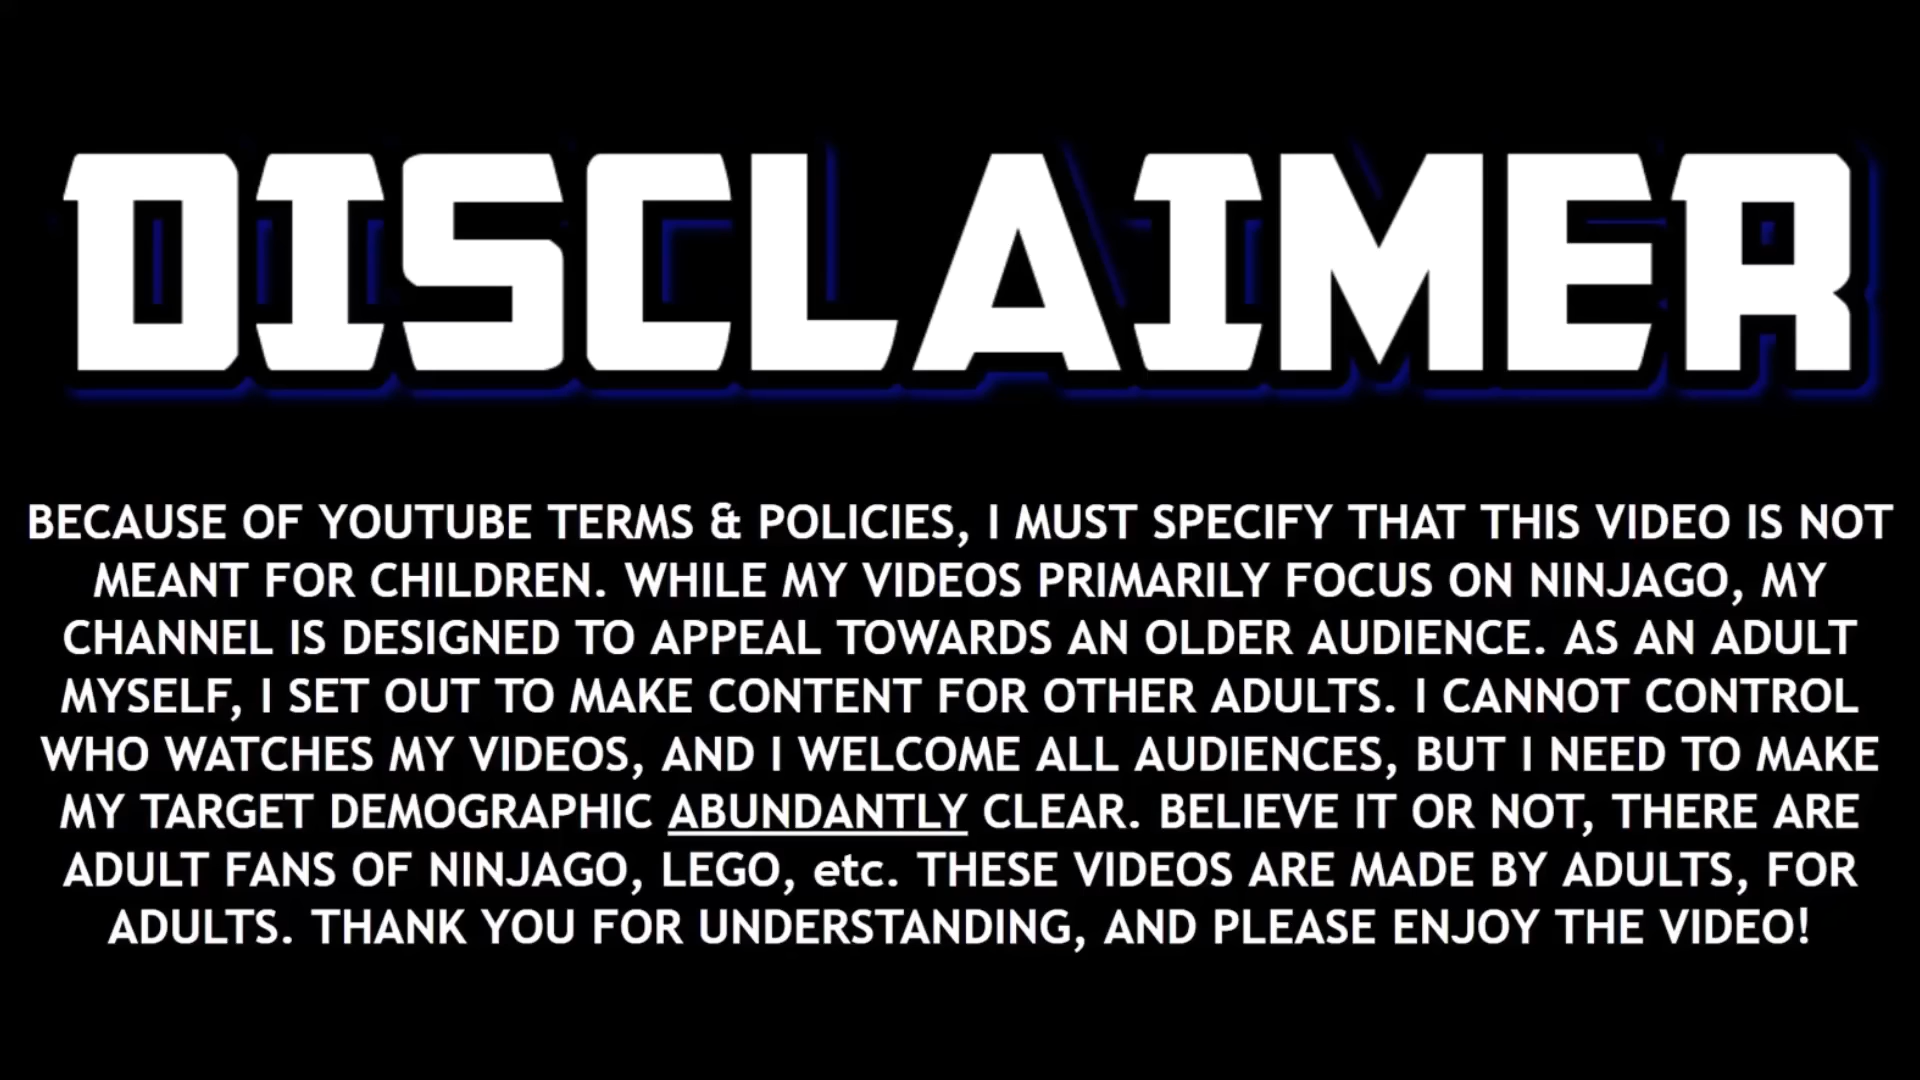 DISCLAIMER
BECAUSE OF YOUTUBE TERMS & POLICIES, I MUST SPECIFY THAT THIS VIDEO IS NOT
MEANT FOR CHILDREN. WHILE MY VIDEOS PRIMARILY FOCUS ON NINJAGO, MY
CHANNEL IS DESIGNED TO APPEAL TOWARDS AN OLDER AUDIENCE. AS AN ADULT
MYSELF, I SET OUT TO MAKE CONTENT FOR OTHER ADULTS. I CANNOT CONTROL
WHO WATCHES MY VIDEOS, AND I WELCOME ALL AUDIENCES, BUT I NEED TO MAKE
MY TARGET DEMOGRAPHIC ABUNDANTLY CLEAR. BELIEVE IT OR NOT, THERE ARE
ADULT FANS OF NINJAGO, LEGO, etc. THESE VIDEOS ARE MADE BY ADULTS, FOR
ADULTS. THANK YOU FOR UNDERSTANDING, AND PLEASE ENJOY THE VIDEO!